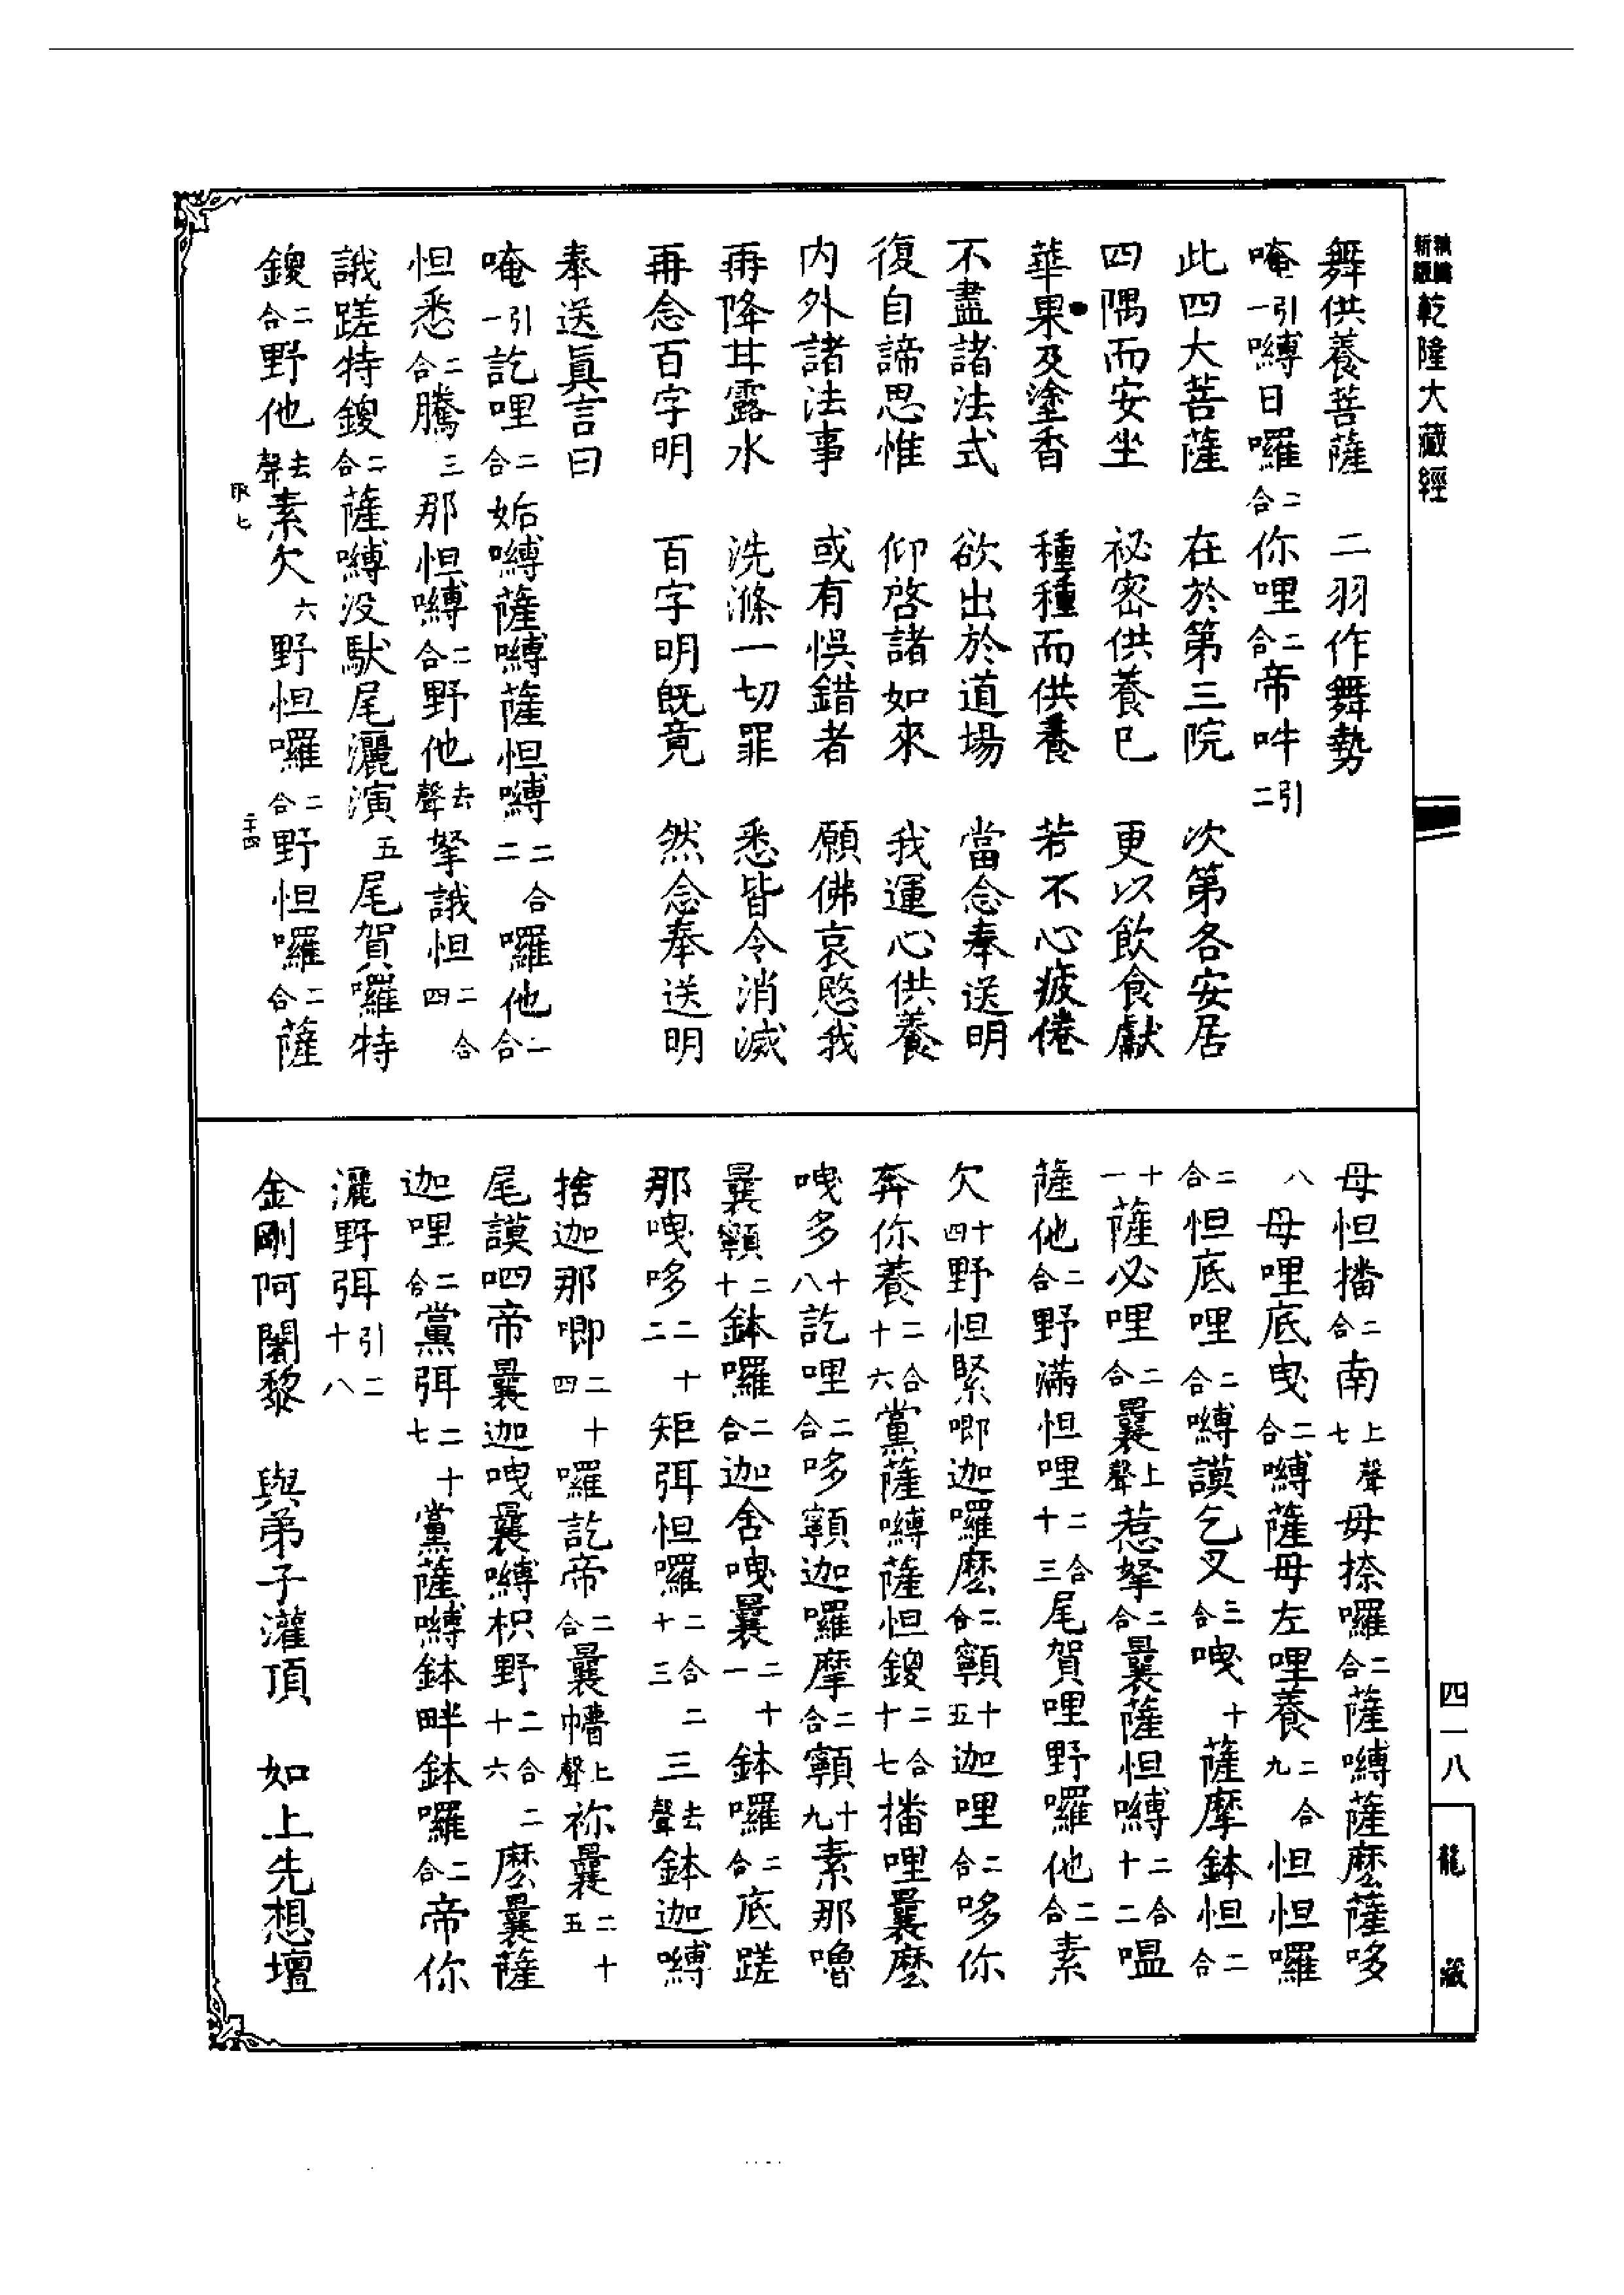 乾隆大藏經
四一八
龍藏
舞供養菩薩　二羽作舞勢
唵引一嚩日囉二合你哩二合帝吽引二
此四大菩薩　在於第三院　次第各安居
四隅而安坐　祕密供養已　更以飲食獻
華果及塗香　種種而供養　若不心疲倦
不盡諸法式　欲出於道場　當念奉送明
復自諦思惟　仰啓諸如來　我運心供養
内外諸法事　或有悞錯者　願佛哀愍我
再降甘露水　洗滌一切罪　悉皆令消滅
再念百字明　百字明既竟　然念奉送明
奉送眞言曰
唵引一訖哩二合姤嚩薩嚩薩怛嚩二合二囉他二合
怛悉二合騰三那怛嚩二合野他去聲拏誐怛二合四
誐蹉特鑁二合薩嚩没馱尾灑演五尾賀囉特
鑁二合野他去聲素欠六野怛囉二合野怛囉二合薩
母怛播二合南上聲七母捺囉二合薩嚩薩麽薩哆
八母哩底曳二合嚩薩母左哩養二合九怛怛囉
二合怛底哩二合嚩謨乞叉三合曳十薩摩鉢怛二合
十一薩必哩二合曩上聲惹拏二合曩薩怛嚩二合十二嗢
薩他二合野滿怛哩二合十三尾賀哩野囉他二合素
欠十四野怛緊唧迦囉麽二合顐十五迦哩二合哆你
奔你養二合十六黨薩嚩薩怛鑁二合十七播哩曩麽
曳多十八訖哩二合哆顐迦囉摩二合顐十九素那嚕
曩顐二十鉢囉二合迦舍曳曩二十一鉢囉二合底蹉
那曳哆二十二矩弭怛囉二合二十三三去聲鉢迦嚩
捨迦那唧二十四囉訖帝二合曩幒上聲祢曩二十五
尾謨呬帝曩迦曳曩嚩枳野二合二十六麽曩薩
迦哩二合黨弭二十七黨薩嚩鉢畔鉢囉二合帝你
灑野弭引二十八
金剛阿闍黎　與弟子灌頂　如上先想壇